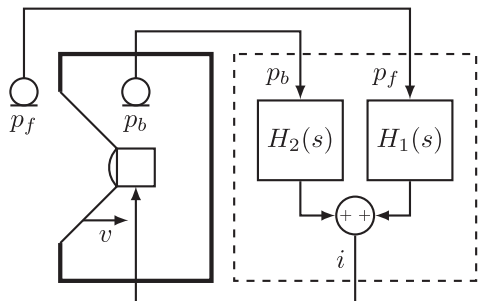 p_b p_f
p_f p_b H_2(s) H_1(s)
+ +
v i